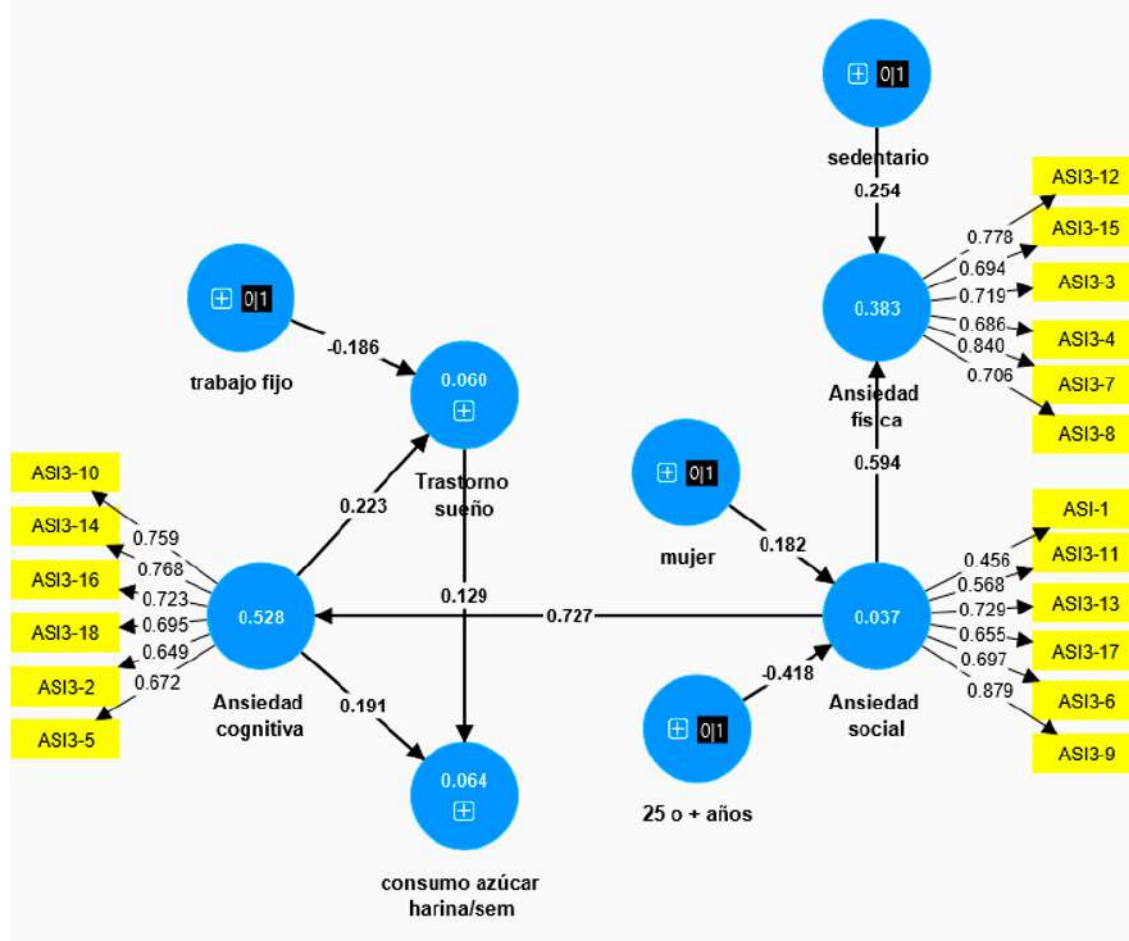 0|1
sedentario
0.254
ASI3-12
0.778
ASI3-15
0.694
ASI3-3
0.719
0.383
0.686
ASI3-4
0.840
ASI3-7
0.706
ASI3-8
Ansiedad
física
0|1
trabajo fijo
-0.186
0.060
Trastorno
sueño
0.594
0|1
mujer
0.182
ASI3-10
0.759
ASI3-14
0.768
ASI3-16
0.723
ASI3-18
0.695
0.649
ASI3-2
0.672
ASI3-5
0.528
Ansiedad
cognitiva
0.223
0.129
0.727
0.191
ASI-1
0.456
ASI3-11
0.568
0.729
ASI3-13
0.655
ASI3-17
0.697
ASI3-6
0.879
ASI3-9
0.037
Ansiedad
social
-0.418
0|1
25 o + años
0.064
consumo azúcar
harina/sem